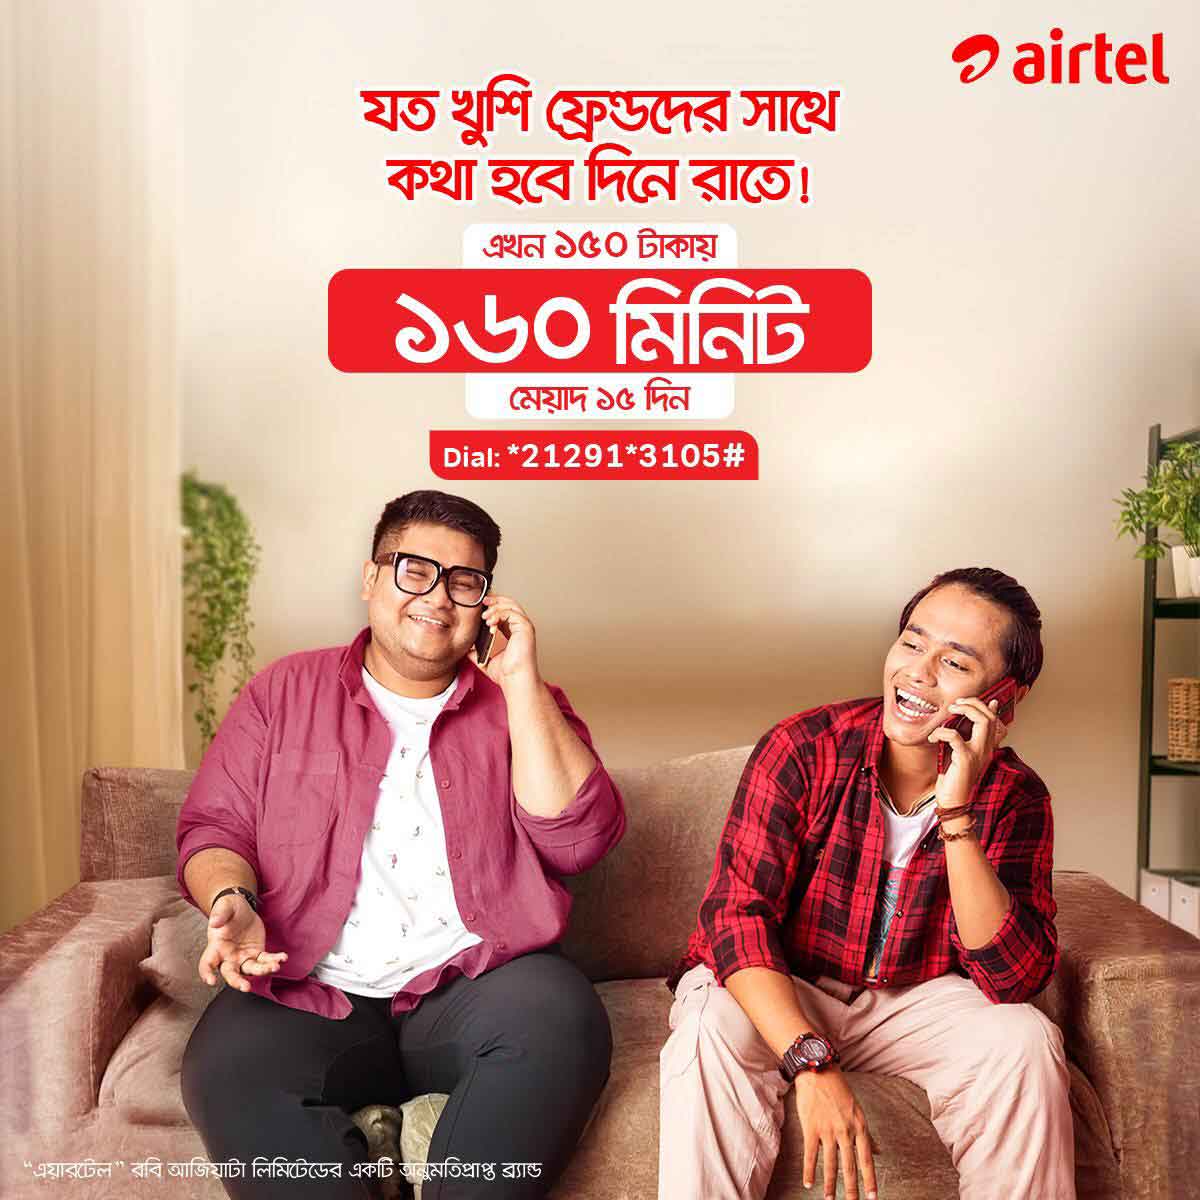 airtel
যত খুশি ফ্রেন্ডদের সাথে
কথা হবে দিনে রাতে!
এখন ১৫০ টাকায়
১৬০ মিনিট
মেয়াদ ১৫ দিন
Dial: *21291*3105#
“এয়ারটেল” রবি আজিয়াটা লিমিটেডের একটি অনুমতিপ্রাপ্ত ব্র্যান্ড